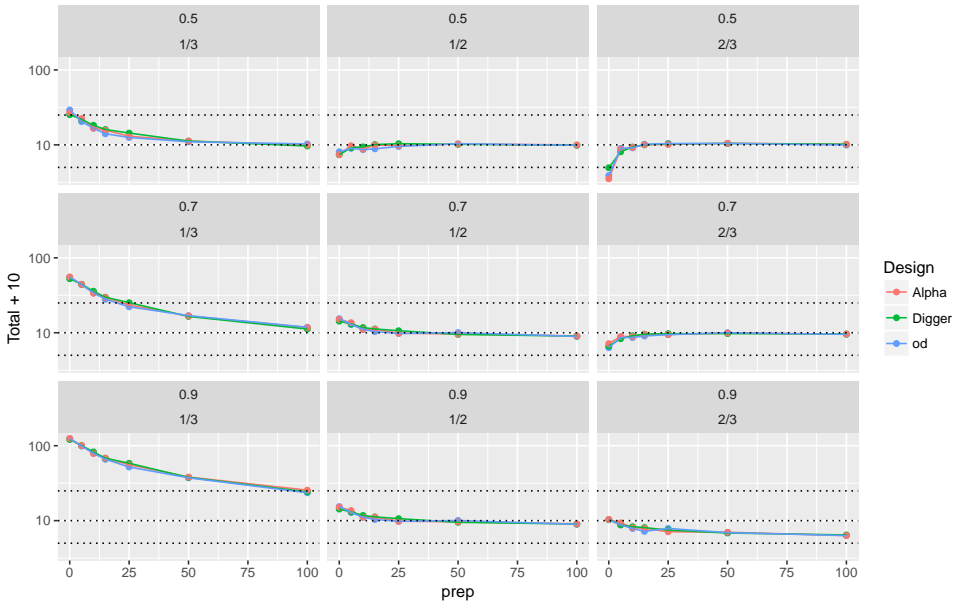 0.5 0.5 0.5
1/3 1/2 2/3
100
10
0.7 0.7 0.7
1/3 1/2 2/3
100
10
0.9 0.9 0.9
1/3 1/2 2/3
100
10
0 25 50 75 100 0 25 50 75 100 0 25 50 75 100
prep
Total + 10
Design
Alpha
Digger
od